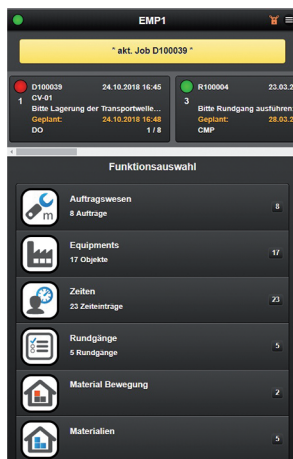 EMP1
* akt. Job D100039 *
D100039 24.10.2018 16:45
1 CV-01
Bitte Lagerung der Transportwelle...
Geplant: 24.10.2018 16:48
DO 1 / 8
R100004 23.03.2
3
Bitte Rundgang ausführen:
Geplant: 28.03.2
CMP
Funktionsauswahl
Auftragswesen
8 Aufträge
8
m
Equipments
17 Objekte
17
Zeiten
23 Zeiteinträge
23
Rundgänge
5 Rundgänge
5
Material Bewegung
2
Materialien
5